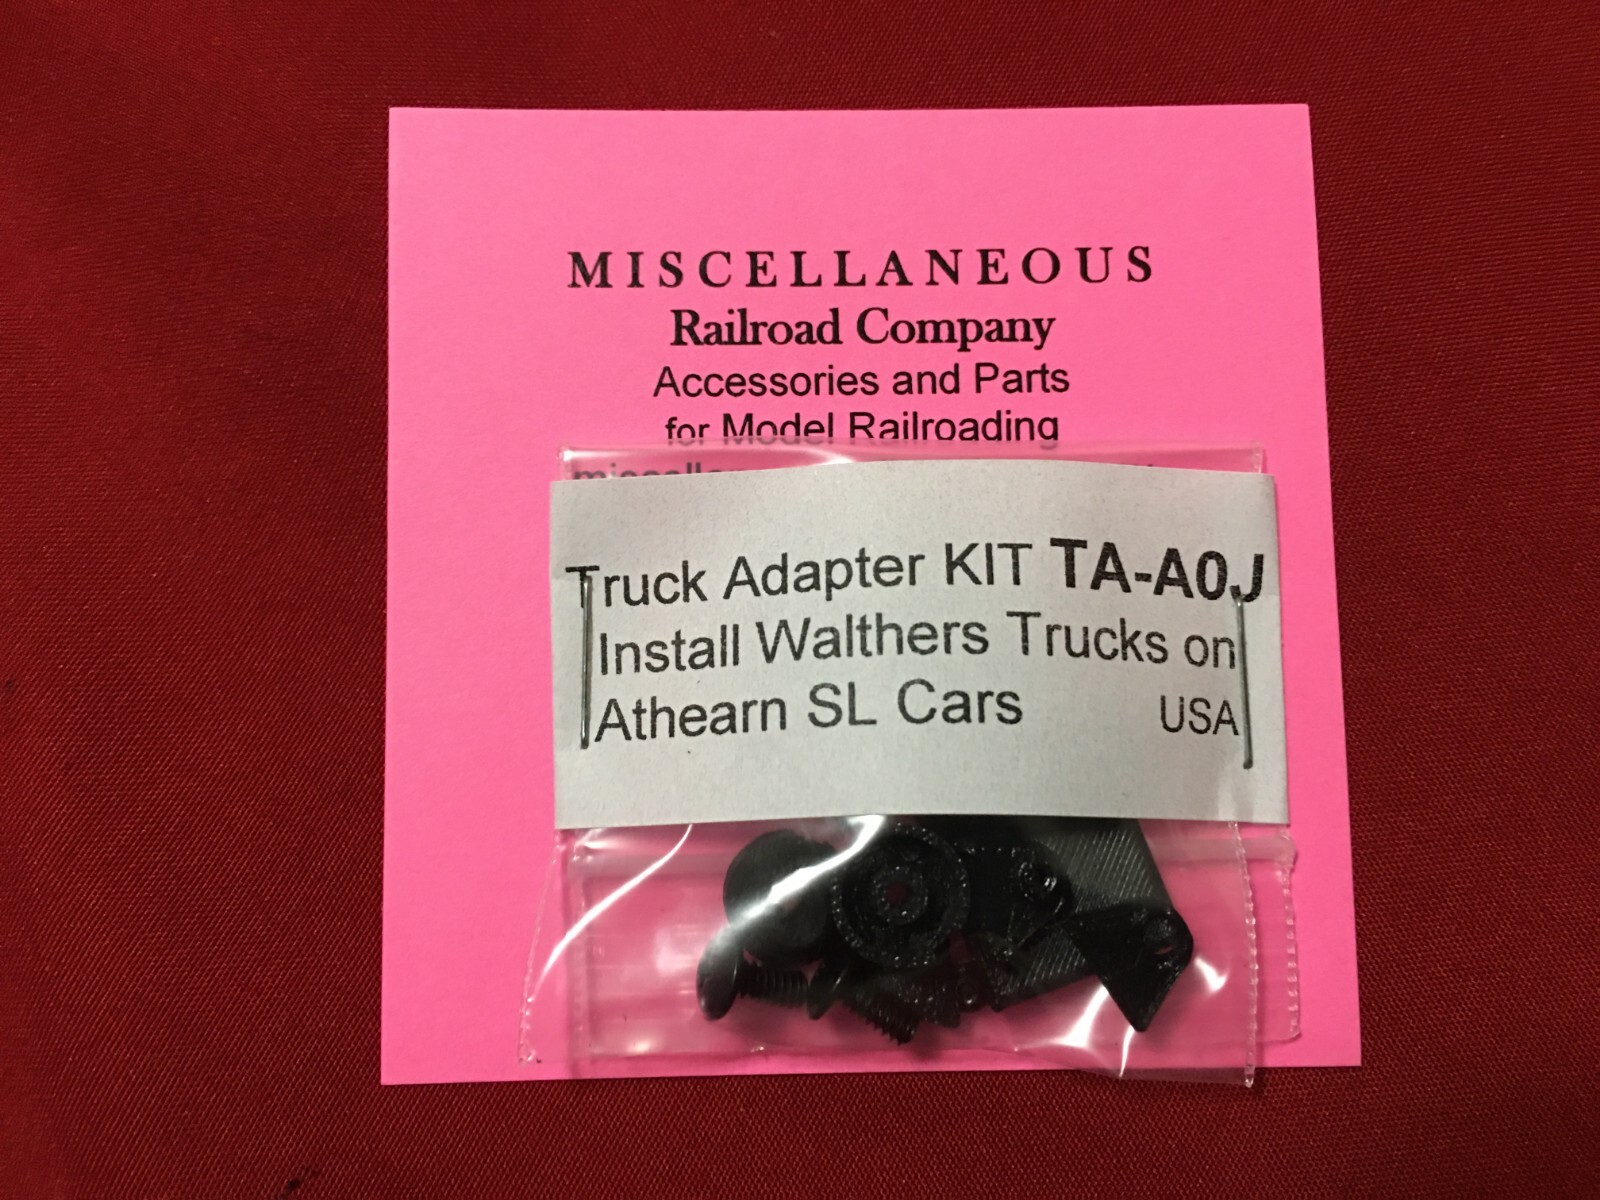 MISCELLANEOUS
Railroad Company
Accessories and Parts
for Model Railroading
Truck Adapter KIT TA-A0J
Install Walthers Trucks on
Athearn SL Cars USA